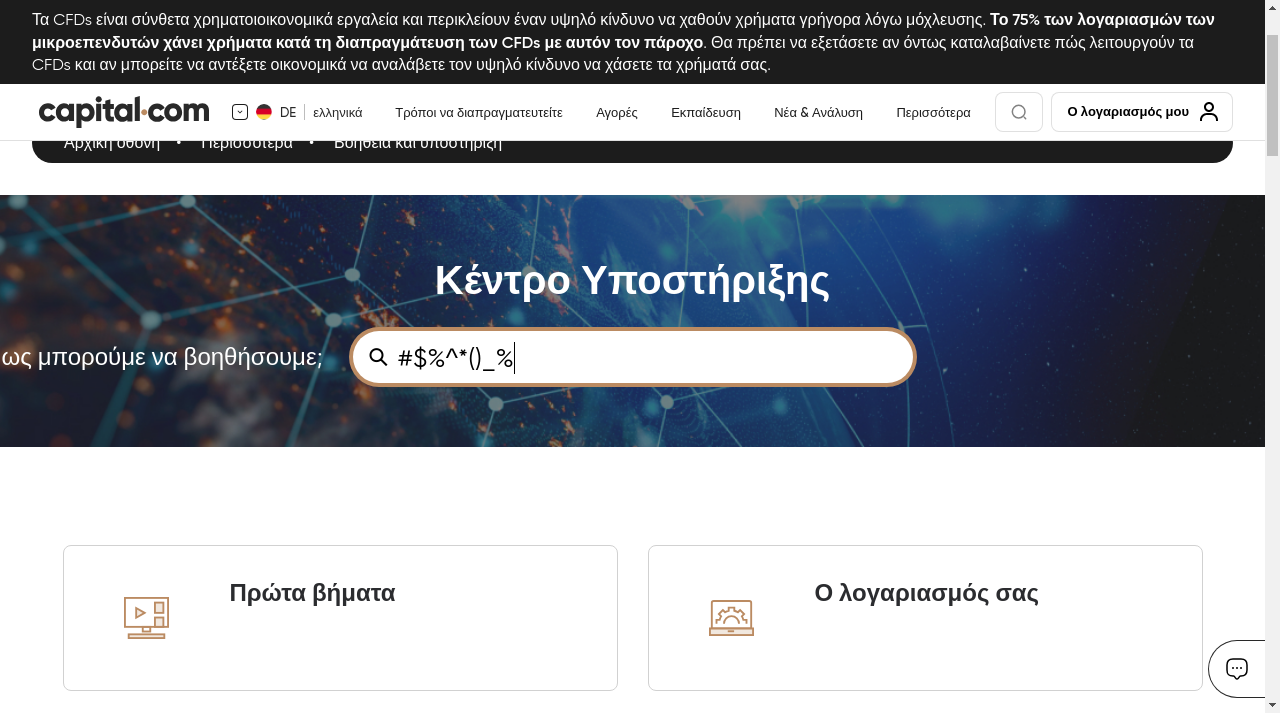 Τα CFDs είναι σύνθετα χρηματοιοικονομικά εργαλεία και περικλείουν έναν υψηλό κίνδυνο να χαθούν χρήματα γρήγορα λόγω μόχλευσης. Το 75% των λογαριασμών των
μικροεπενδυτών χάνει χρήματα κατά τη διαπραγμάτευση των CFDs με αυτόν τον πάροχο. Θα πρέπει να εξετάσετε αν όντως καταλαβαίνετε πώς λειτουργούν τα
CFDs και αν μπορείτε να αντέξετε οικονομικά να αναλάβετε τον υψηλό κίνδυνο να χάσετε τα χρήματά σας.
capital.com DE ελληνικά Τρόποι να διαπραγματευτείτε Αγορές Εκπαίδευση Νέα & Ανάλυση Περισσότερα Ο λογαριασμός μου
Αρχική οθόνη • Περισσότερα • Βοήθεια και υποστήριξη
Κέντρο Υποστήριξης
ως μπορούμε να βοηθήσουμε; #$%^*()_%
Πρώτα βήματα Ο λογαριασμός σας